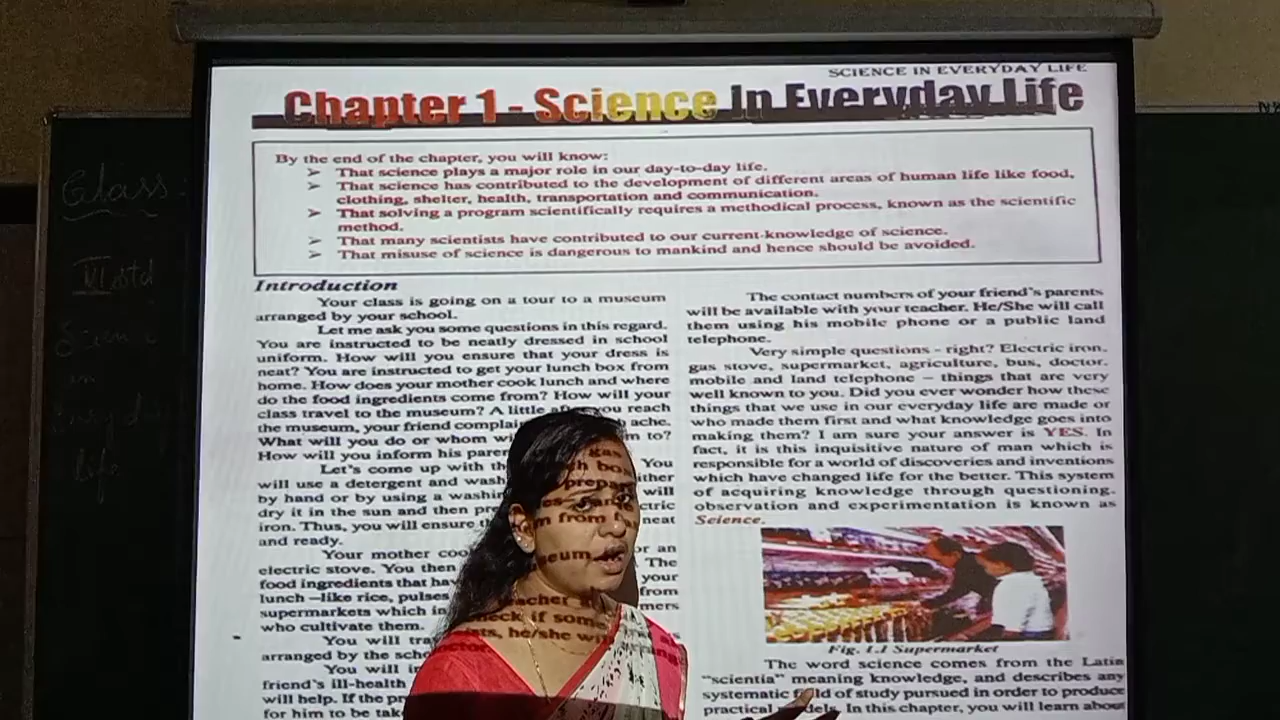 SCIENCE IN EVERYDAY LIFE
Chapter 1 - Science In Everyday Life
By the end of the chapter, you will know:
➢ That science plays a major role in our day-to-day life.
➢ That science has contributed to the development of different areas of human life like food,
clothing, shelter, health, transportation and communication.
➢ That solving a program scientifically requires a methodical process, known as the scientific
method.
➢ That many scientists have contributed to our current knowledge of science.
➢ That misuse of science is dangerous to mankind and hence should be avoided.
Introduction
Your class is going on a tour to a museum
arranged by your school.
Let me ask you some questions in this regard.
You are instructed to be neatly dressed in school
uniform. How will you ensure that your dress is
neat? You are instructed to get your lunch box from
home. How does your mother cook lunch and where
do the food ingredients come from? How will your
class travel to the museum? A little you reach
the museum, your friend ache.
What will you do or whom to?
How will you inform his
Let's come up with You
will use a detergent and
by hand or by using a will
dry it in the sun and then
iron. Thus, you will ensure neat
and ready.
Your mother or an
electric stove. You then The
food ingredients that your
lunch –like rice, pulses from
supermarkets which in
who cultivate them.
You will
arranged by the
You will
friend's ill-health
will help. If the
for him to be
gas
from
The contact numbers of your friend's parents
will be available with your teacher. He/She will call
them using his mobile phone or a public land
telephone.
Very simple questions - right? Electric iron,
gas stove, supermarket, agriculture, bus, doctor,
mobile and land telephone – things that are very
well known to you. Did you ever wonder how these
things that we use in our everyday life are made or
who made them first and what knowledge goes into
making them? I am sure your answer is YES. In
fact, it is this inquisitive nature of man which is
responsible for a world of discoveries and inventions
which have changed life for the better. This system
of acquiring knowledge through questioning,
observation and experimentation is known as
Science.
Fig. 1.1 Supermarket
The word science comes from the Latin
"scientia" meaning knowledge, and describes any
systematic field of study pursued in order to produce
practical models. In this chapter, you will learn about
Class
VI std
in
life